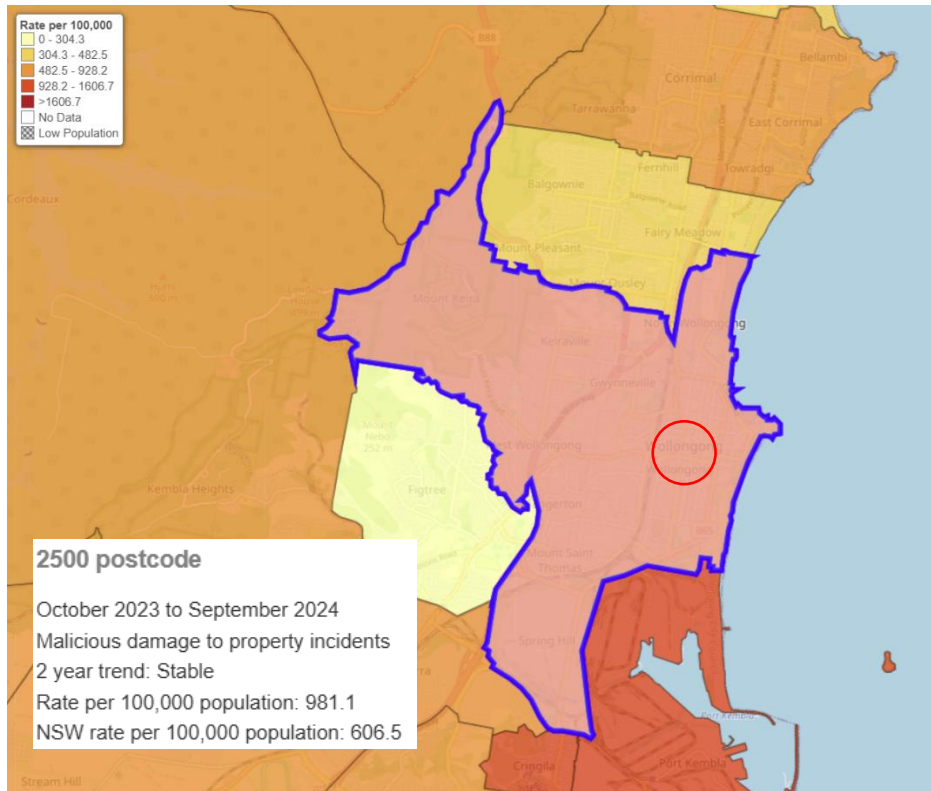 Rate per 100,000
0 - 304.3
304.3 - 482.5
482.5 - 928.2
928.2 - 1606.7
>1606.7
No Data
Low Population
B88
Bellambi
Corrimal
Tarrawanna
East Corrimal
Fernhill
Towradgi
Balgownie
Cordeaux
Fairy Meadow
Mount Pleasant
Mount Ousley
Mount Keira
North Wollongong
Keiraville
Gwynneville
Mount
Nebo
252 m
West Wollongong
Wollongong
Kembla Heights
Figtree
Mount Saint
Thomas
Spring Hill
Port Kembla
Cringila
Port Kembla
Stream Hill
2500 postcode
October 2023 to September 2024
Malicious damage to property incidents
2 year trend: Stable
Rate per 100,000 population: 981.1
NSW rate per 100,000 population: 606.5